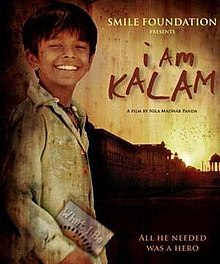 SMILE FOUNDATION
PRESENTS
i AM
KALAM
A FILM BY NILA MADHAB PANDA
ALL HE NEEDED
WAS A HERO